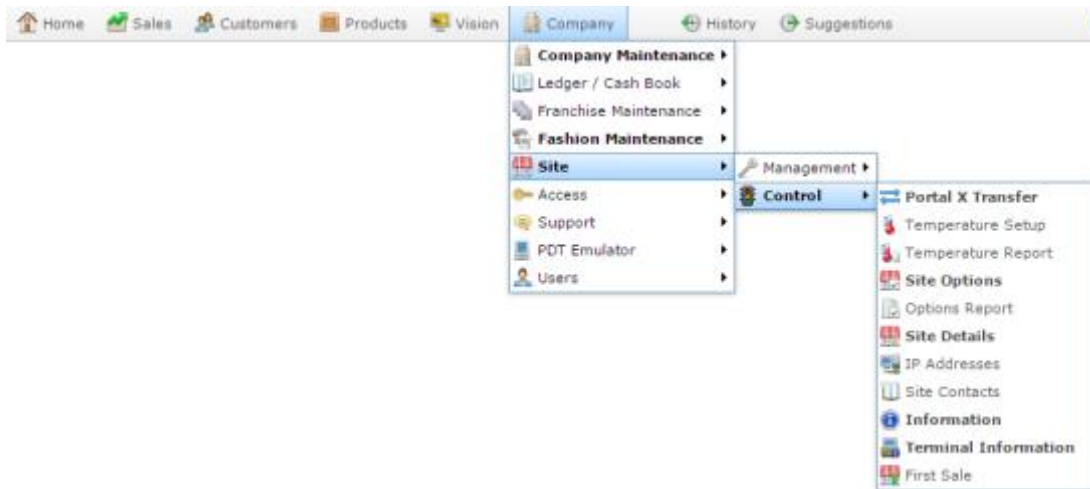 Home Sales Customers Products Vision Company History Suggestions
Company Maintenance
Ledger / Cash Book
Franchise Maintenance
Fashion Maintenance
Site
Access
Support
PDT Emulator
Users
Management
Control
Portal X Transfer
Temperature Setup
Temperature Report
Site Options
Options Report
Site Details
IP Addresses
Site Contacts
Information
Terminal Information
First Sale